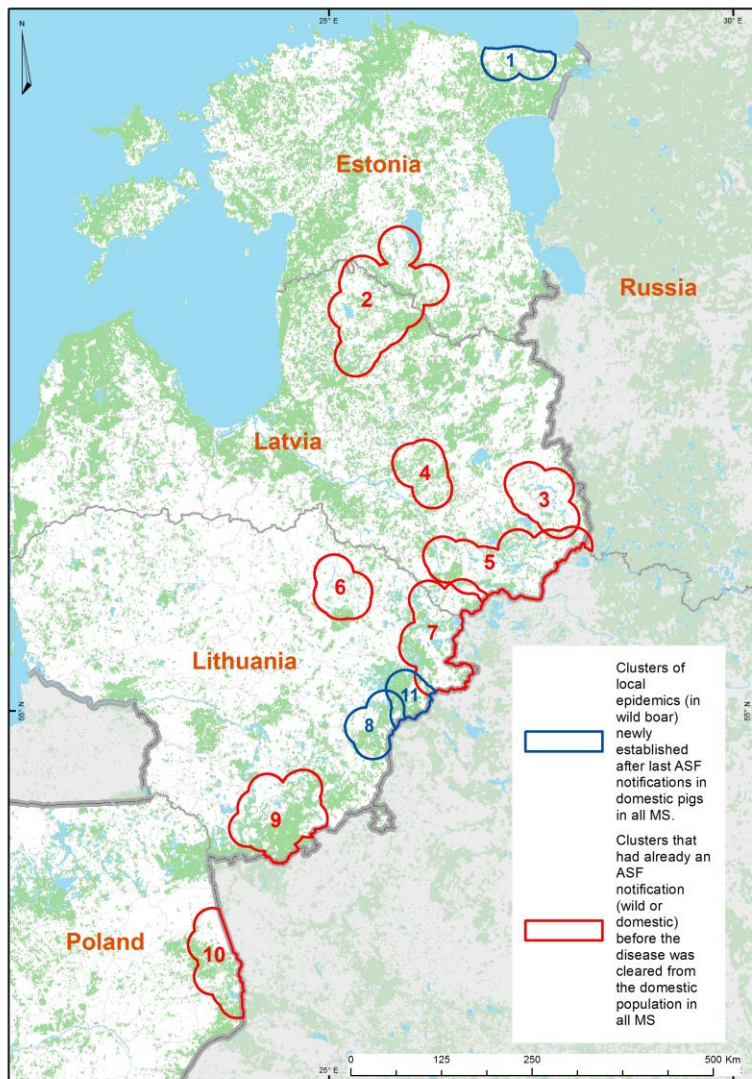 25° E
30° E
N
1
Estonia
Russia
2
Latvia
4
3
5
6
7
Lithuania
11
8
55° N
55° N
9
Poland
10
Clusters of
local
epidemics (in
wild boar)
newly
established
after last ASF
notifications in
domestic pigs
in all MS.
Clusters that
had already an
ASF
notification
(wild or
domestic)
before the
disease was
cleared from
the domestic
population in
all MS
0
125
250
500 Km
25° E